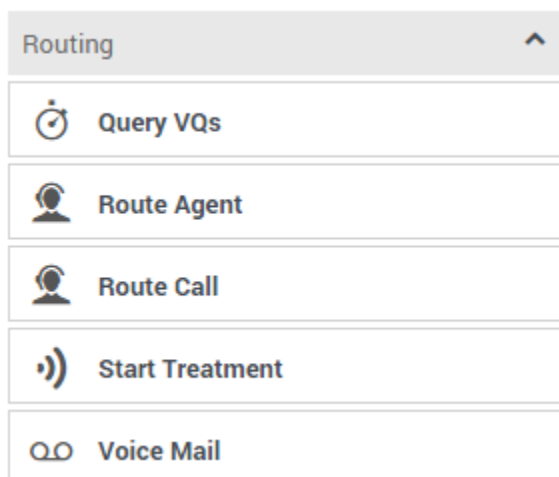 Routing
Query VQs
Route Agent
Route Call
Start Treatment
Voice Mail